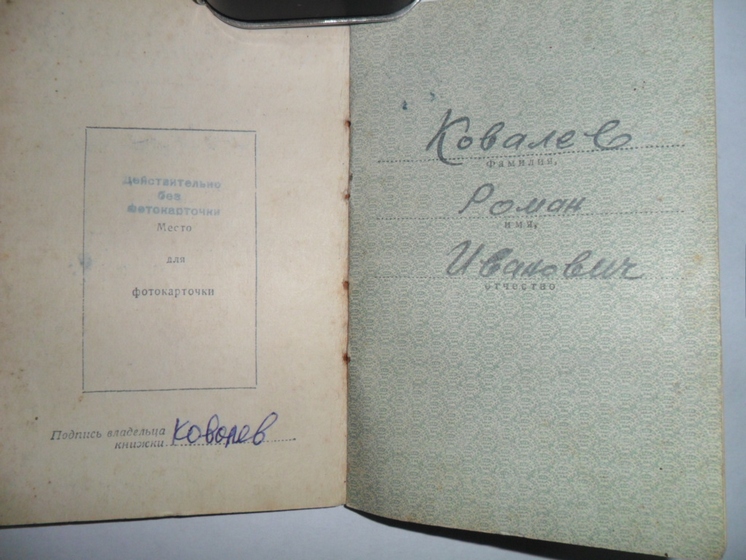 Действительно
без
фотокарточки
Место
для
фотокарточки
Подпись владельца
книжки Ковалев
Ковалев
фамилия,
Роман
имя,
Иванович
отчество